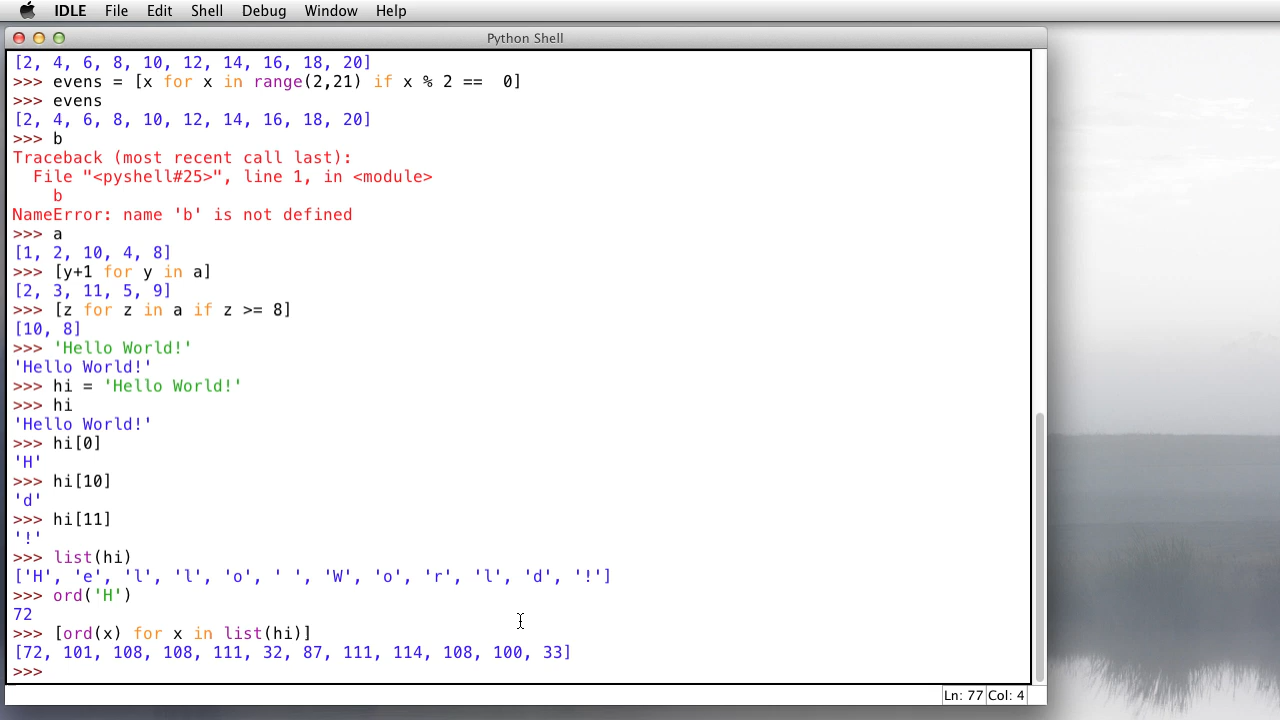 IDLE File Edit Shell Debug Window Help
Python Shell
[2, 4, 6, 8, 10, 12, 14, 16, 18, 20]
>>> evens = [x for x in range(2,21) if x % 2 ==  0]
>>> evens
[2, 4, 6, 8, 10, 12, 14, 16, 18, 20]
>>> b
Traceback (most recent call last):
  File "<pyshell#25>", line 1, in <module>
    b
NameError: name 'b' is not defined
>>> a
[1, 2, 10, 4, 8]
>>> [y+1 for y in a]
[2, 3, 11, 5, 9]
>>> [z for z in a if z >= 8]
[10, 8]
>>> 'Hello World!'
'Hello World!'
>>> hi = 'Hello World!'
>>> hi
'Hello World!'
>>> hi[0]
'H'
>>> hi[10]
'd'
>>> hi[11]
'!'
>>> list(hi)
['H', 'e', 'l', 'l', 'o', ' ', 'W', 'o', 'r', 'l', 'd', '!']
>>> ord('H')
72
>>> [ord(x) for x in list(hi)]
[72, 101, 108, 108, 111, 32, 87, 111, 114, 108, 100, 33]
>>>
Ln: 77 Col: 4